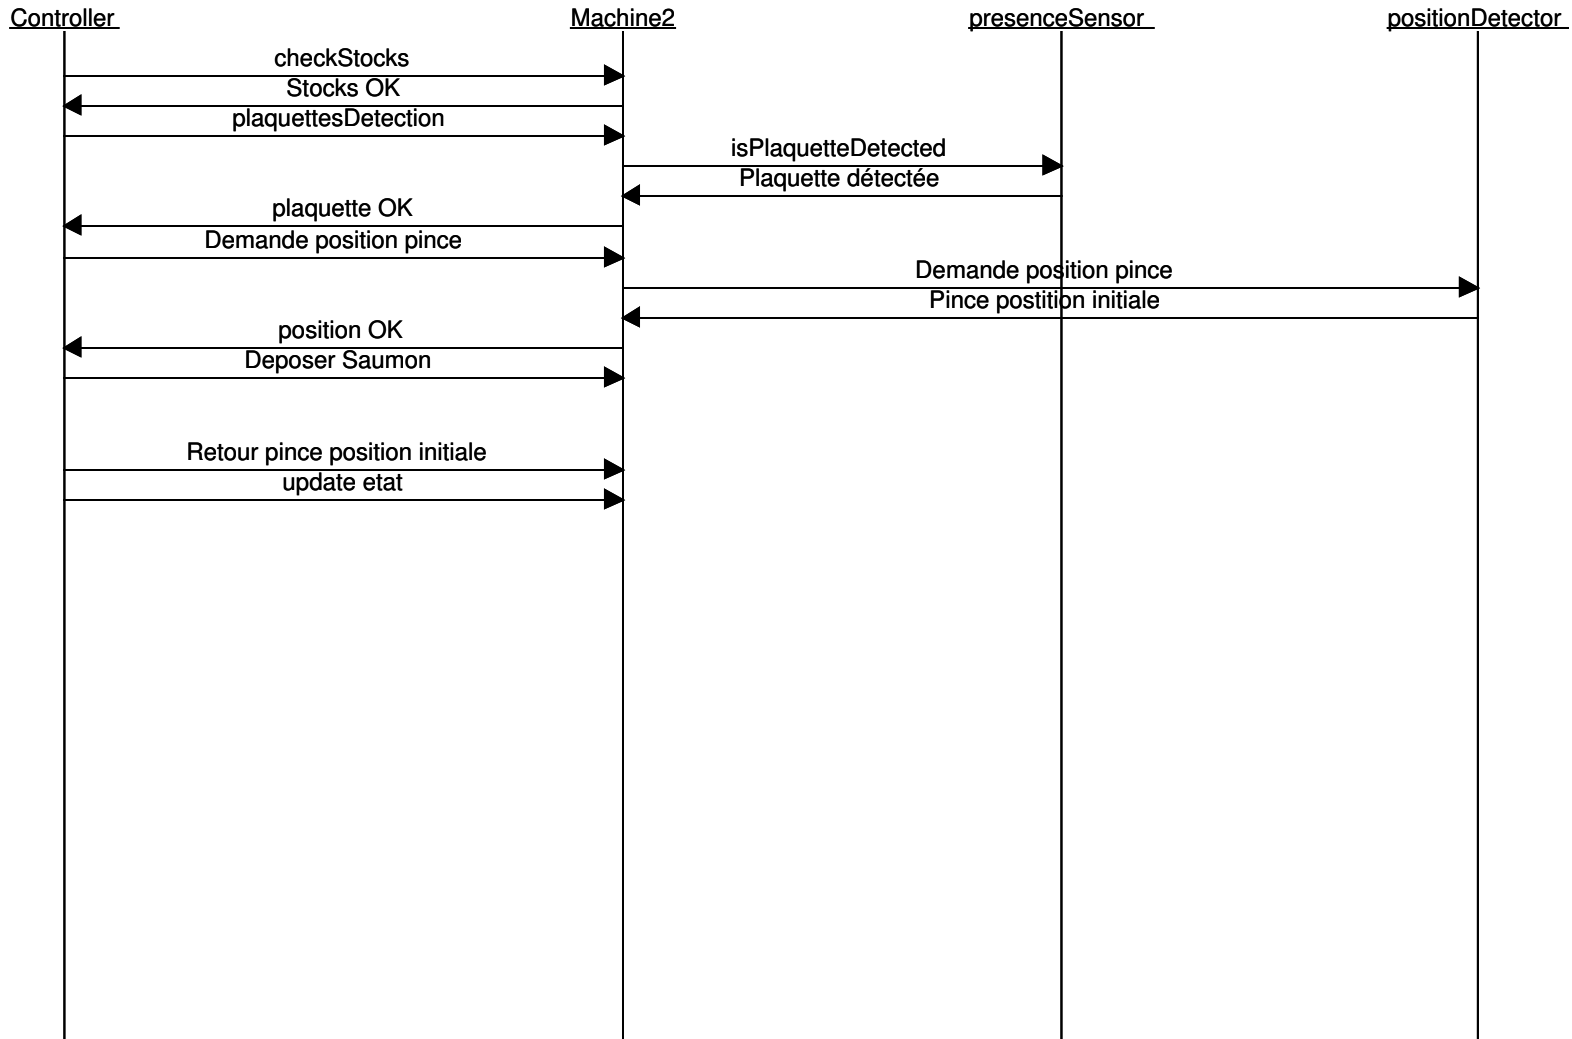 Controller
Machine2
presenceSensor
positionDetector
checkStocks
Stocks OK
plaquettesDetection
isPlaquetteDetected
Plaquette détectée
plaquette OK
Demande position pince
Demande position pince
Pince postition initiale
position OK
Deposer Saumon
Retour pince position initiale
update etat